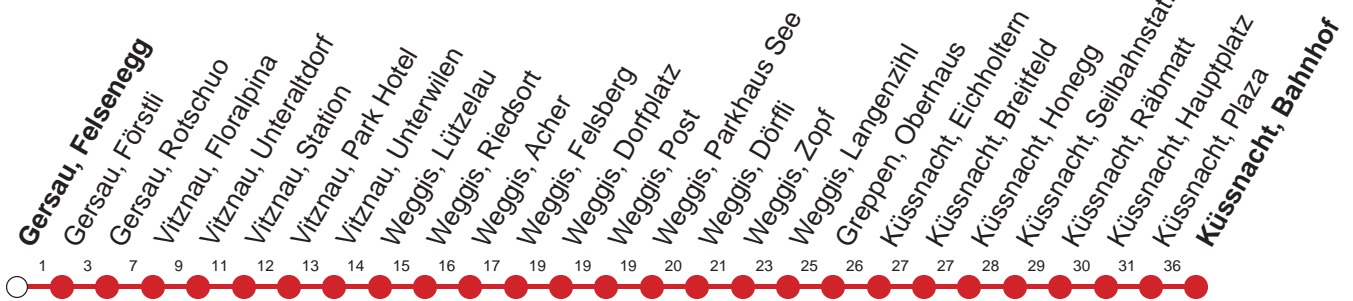 Gersau, Felsenegg
Gersau, Förstli
Gersau, Rotschuo
Vitznau, Floralpina
Vitznau, Unteraltdorf
Vitznau, Station
Vitznau, Park Hotel
Vitznau, Unterwilen
Weggis, Lützelau
Weggis, Riedsort
Weggis, Acher
Weggis, Felsberg
Weggis, Dorfplatz
Weggis, Post
Weggis, Parkhaus See
Weggis, Dörfli
Weggis, Zopf
Weggis, Langenzihl
Greppen, Oberhaus
Küssnacht, Eichholtern
Küssnacht, Breitfeld
Küssnacht, Honegg
Küssnacht, Seilbahnstat
Küssnacht, Räbmatt
Küssnacht, Hauptplatz
Küssnacht, Plaza
Küssnacht, Bahnhof
1 3 7 9 11 12 13 14 15 16 17 19 19 19 20 21 23 25 26 27 27 28 29 30 31 36